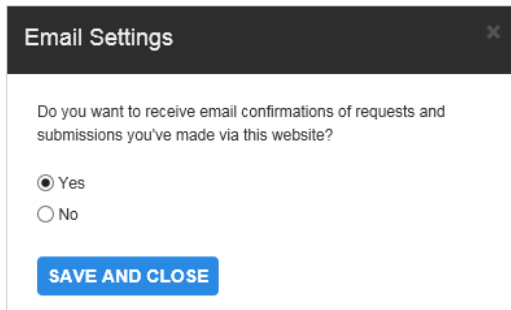 Email Settings
Do you want to receive email confirmations of requests and
submissions you've made via this website?
Yes
No
SAVE AND CLOSE